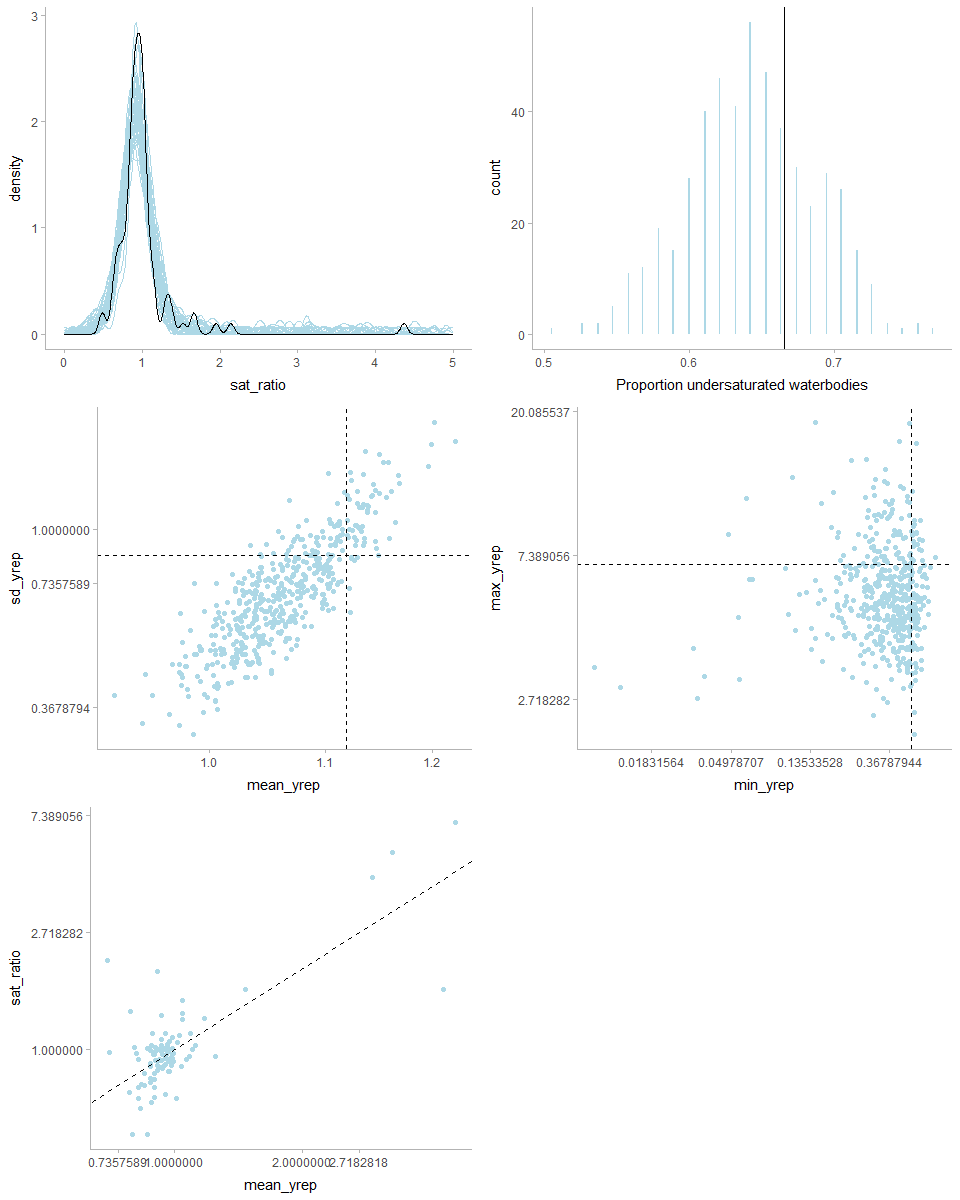 3
2
1
0
density
0 1 2 3 4 5
sat_ratio
40
20
0
count
0.5 0.6 0.7
Proportion undersaturated waterbodies
1.0000000
0.7357589
0.3678794
sd_yrep
1.0 1.1 1.2
mean_yrep
20.085537
7.389056
2.718282
max_yrep
0.01831564 0.04978707 0.13533528 0.36787944
min_yrep
7.389056
2.718282
1.000000
sat_ratio
0.7357589 1.0000000 2.0000000 2.7182818
mean_yrep